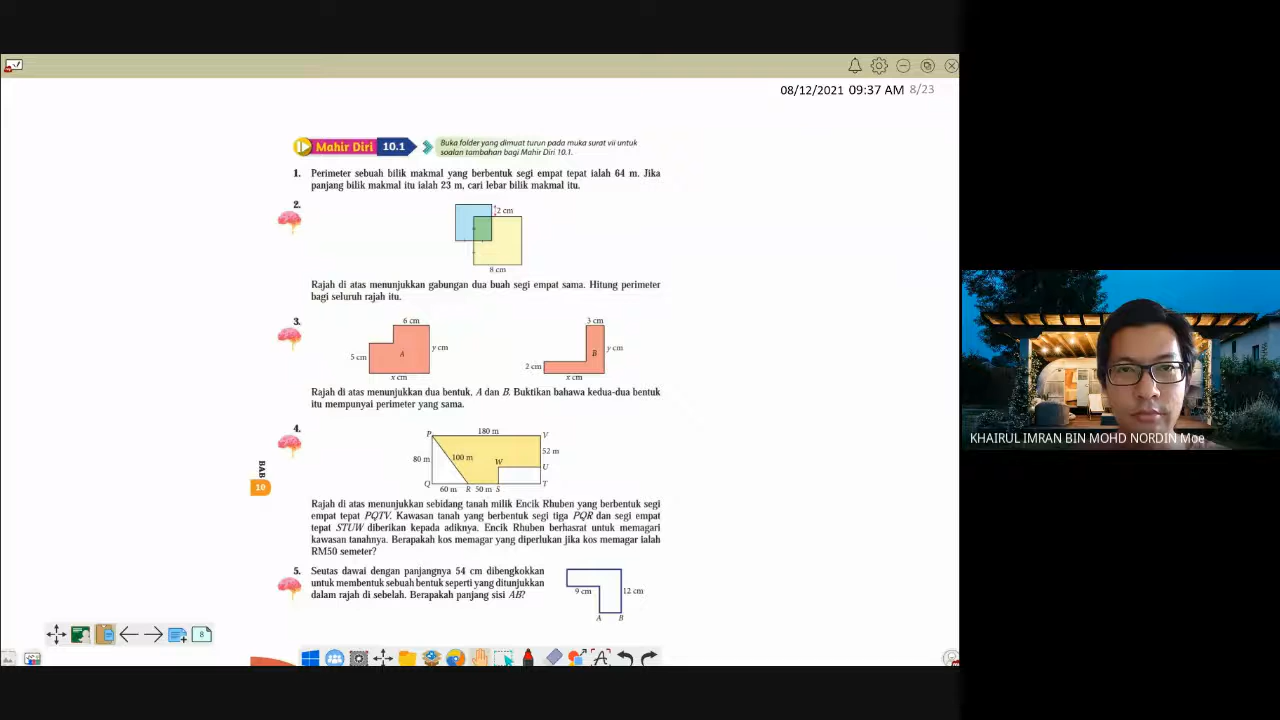 08/12/2021 09:37 AM 8/23
Mahir Diri 10.1
Buka folder yang dimuat turun pada muka surat vii untuk
soalan tambahan bagi Mahir Diri 10.1.
1. Perimeter sebuah bilik makmal yang berbentuk segi empat tepat ialah 64 m. Jika
panjang bilik makmal itu ialah 23 m, cari lebar bilik makmal itu.
2.
2 cm
8 cm
Rajah di atas menunjukkan gabungan dua buah segi empat sama. Hitung perimeter
bagi seluruh rajah itu.
3.
6 cm
5 cm
A
y cm
x cm
3 cm
2 cm
B
y cm
x cm
Rajah di atas menunjukkan dua bentuk, A dan B. Buktikan bahawa kedua-dua bentuk
itu mempunyai perimeter yang sama.
4.
180 m
P
V
80 m
100 m
W
52 m
U
Q
60 m
R
50 m
S
T
BAB
10
Rajah di atas menunjukkan sebidang tanah milik Encik Rhuben yang berbentuk segi
empat tepat PQTV. Kawasan tanah yang berbentuk segi tiga PQR dan segi empat
tepat STUW diberikan kepada adiknya. Encik Rhuben berhasrat untuk memagari
kawasan tanahnya. Berapakah kos memagar yang diperlukan jika kos memagar ialah
RM50 semeter?
5. Seutas dawai dengan panjangnya 54 cm dibengkokkan
untuk membentuk sebuah bentuk seperti yang ditunjukkan
dalam rajah di sebelah. Berapakah panjang sisi AB?
9 cm
12 cm
A
B
8
KHAIRUL IMRAN BIN MOHD NORDIN Moe